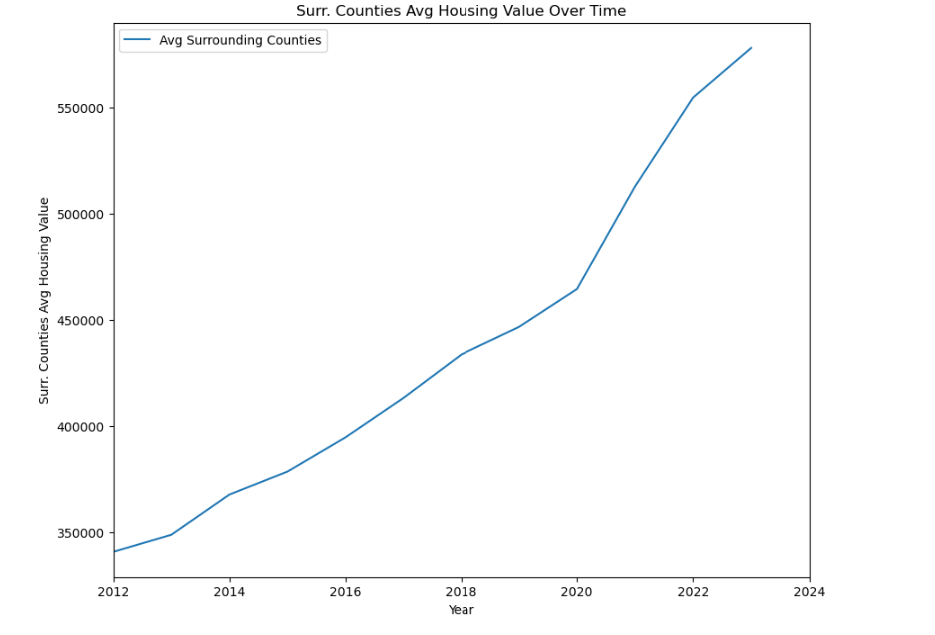 Surr. Counties Avg Housing Value Over Time
Avg Surrounding Counties
Surr. Counties Avg Housing Value
550000
500000
450000
400000
350000
2012 2014 2016 2018 2020 2022 2024
Year